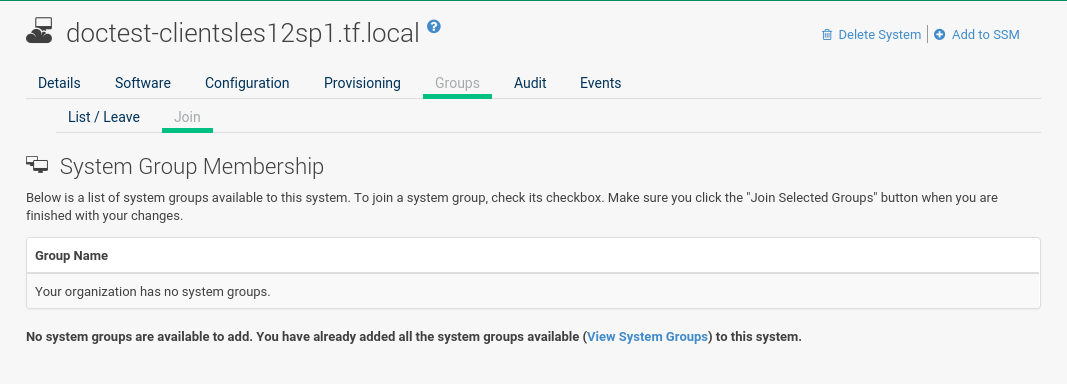 doctest-clientsles12sp1.tf.local ?
Delete System | Add to SSM
Details Software Configuration Provisioning Groups Audit Events
List / Leave Join
System Group Membership
Below is a list of system groups available to this system. To join a system group, check its checkbox. Make sure you click the "Join Selected Groups" button when you are
finished with your changes.
Group Name
Your organization has no system groups.
No system groups are available to add. You have already added all the system groups available (View System Groups) to this system.